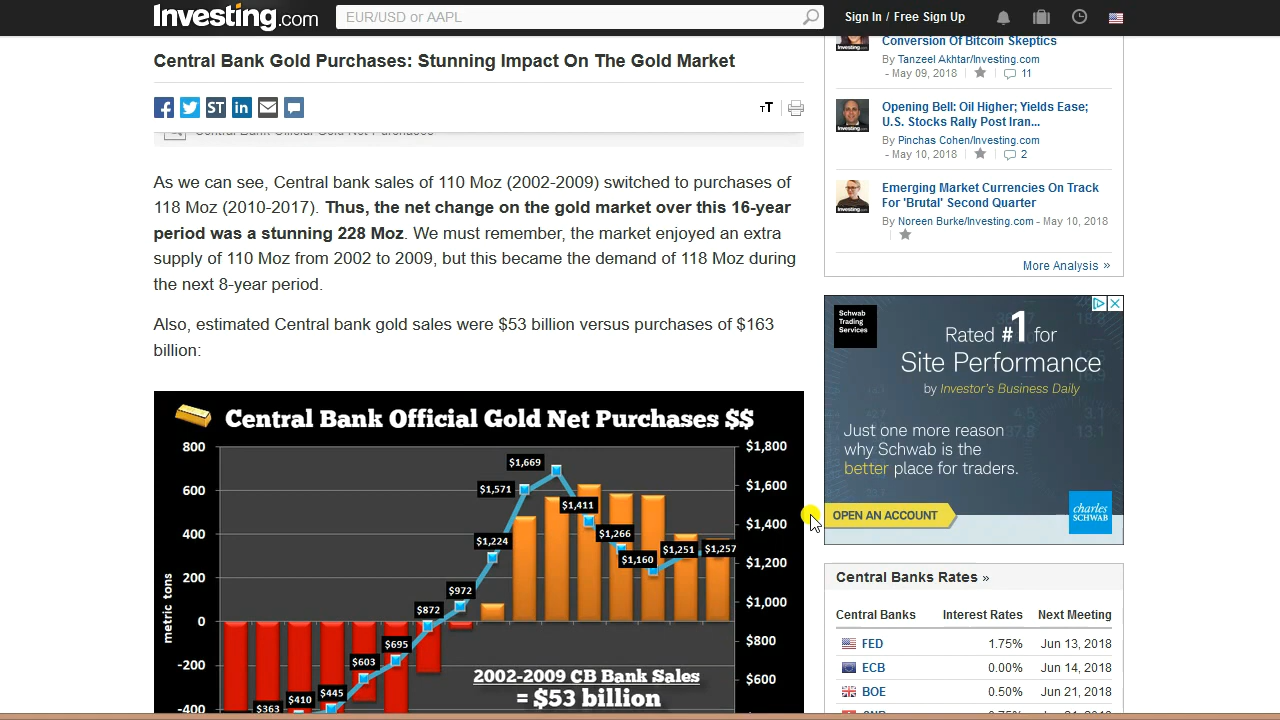 Investing.com
EUR/USD or AAPL
Sign In / Free Sign Up
Central Bank Gold Purchases: Stunning Impact On The Gold Market
ST
in
TT
Central Bank Official Gold Net Purchases
As we can see, Central bank sales of 110 Moz (2002-2009) switched to purchases of
118 Moz (2010-2017). Thus, the net change on the gold market over this 16-year
period was a stunning 228 Moz. We must remember, the market enjoyed an extra
supply of 110 Moz from 2002 to 2009, but this became the demand of 118 Moz during
the next 8-year period.
Also, estimated Central bank gold sales were $53 billion versus purchases of $163
billion:
Central Bank Official Gold Net Purchases $$
800
600
400
200
0
-200
-400
metric tons
$1,800
$1,600
$1,400
$1,200
$1,000
$800
$600
$363
$410
$445
$603
$695
$872
$972
$1,224
$1,571
$1,669
$1,411
$1,266
$1,160
$1,251
$1,257
2002-2009 CB Bank Sales
= $53 billion
Conversion Of Bitcoin Skeptics
By Tanzeel Akhtar/Investing.com
- May 09, 2018 11
Opening Bell: Oil Higher; Yields Ease;
U.S. Stocks Rally Post Iran...
By Pinchas Cohen/Investing.com
- May 10, 2018 2
Emerging Market Currencies On Track
For 'Brutal' Second Quarter
By Noreen Burke/Investing.com - May 10, 2018
More Analysis »
Schwab
Trading
Services
Rated #1 for
Site Performance
by Investor's Business Daily
Just one more reason
why Schwab is the
better place for traders.
OPEN AN ACCOUNT
charles
SCHWAB
Central Banks Rates »
Central Banks Interest Rates Next Meeting
FED 1.75% Jun 13, 2018
ECB 0.00% Jun 14, 2018
BOE 0.50% Jun 21, 2018